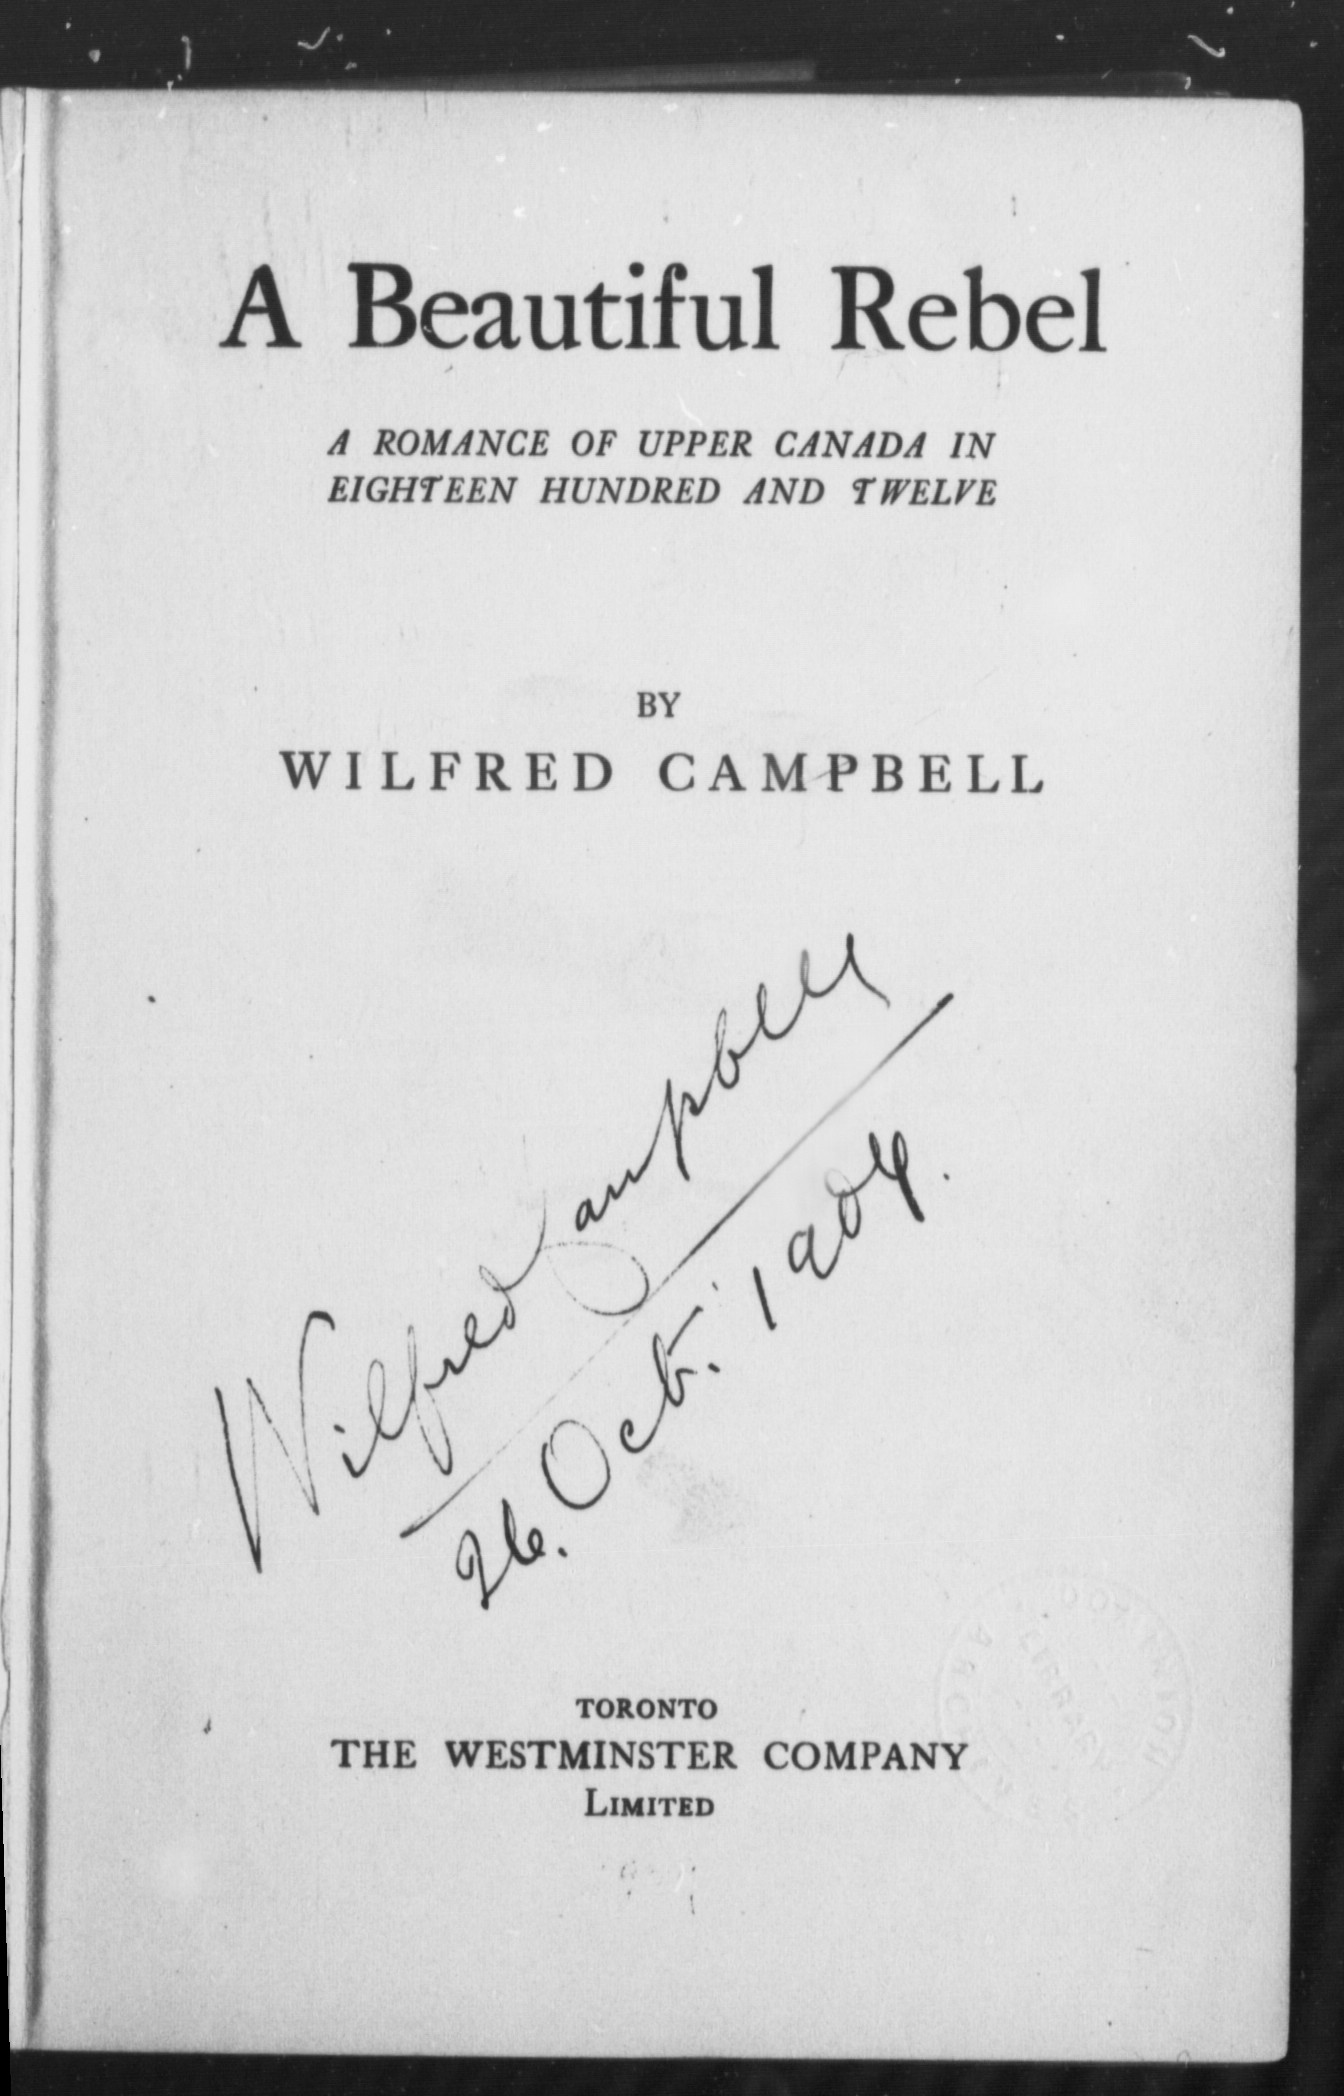 A Beautiful Rebel
A ROMANCE OF UPPER CANADA IN
EIGHTEEN HUNDRED AND TWELVE
BY
WILFRED CAMPBELL
Wilfred Campbell
26. Oct. 1909.
TORONTO
THE WESTMINSTER COMPANY
LIMITED
LIBRARY